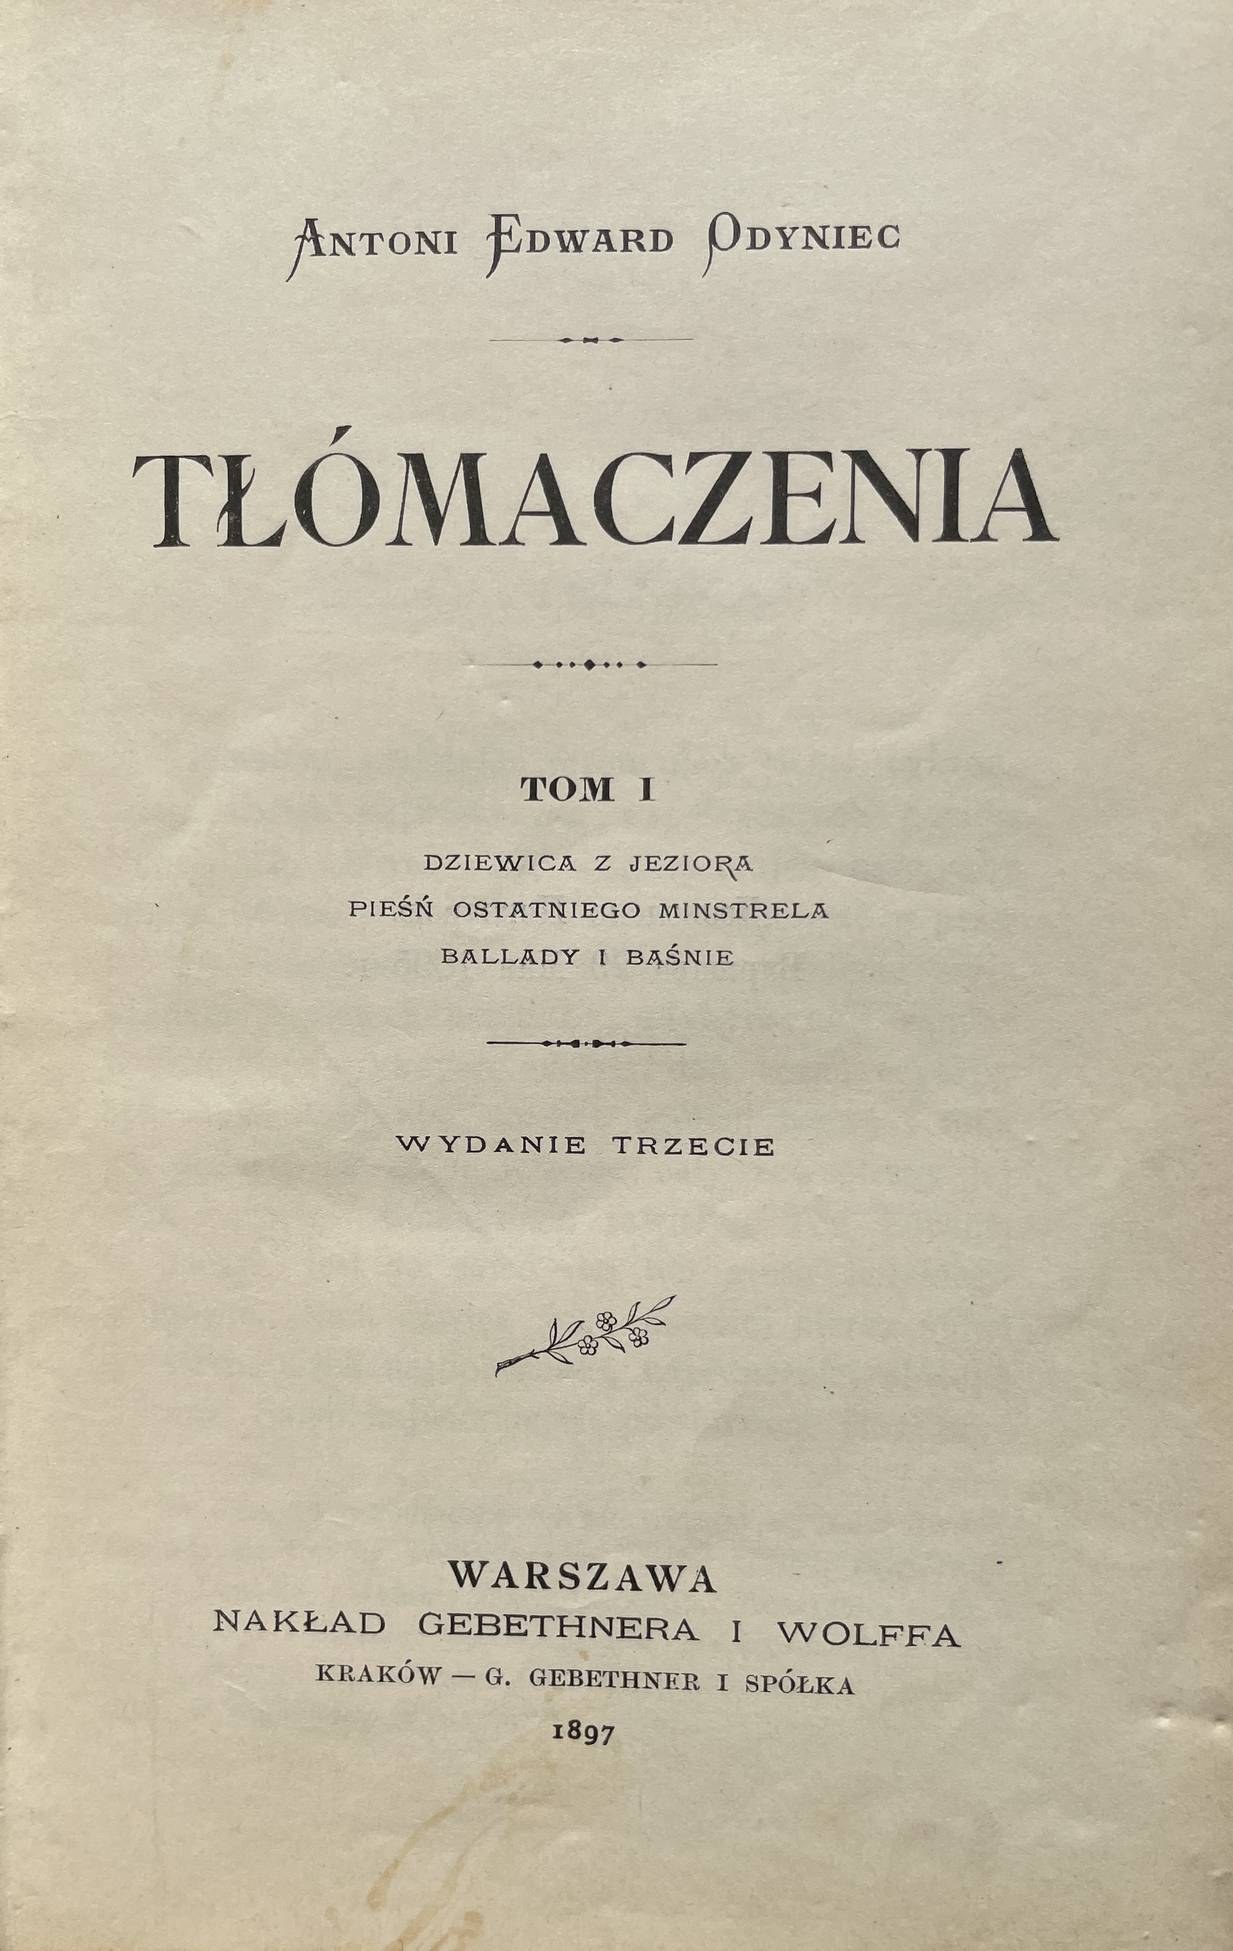 ANTONI EDWARD ODYNIEC
TŁÓMACZENIA
TOM I
DZIEWICA Z JEZIORA
PIEŚŃ OSTATNIEGO MINSTRELA
BALLADY I BAŚNIE
WYDANIE TRZECIE
WARSZAWA
NAKŁAD GEBETHNERA I WOLFFA
KRAKÓW — G. GEBETHNER I SPÓŁKA
1897